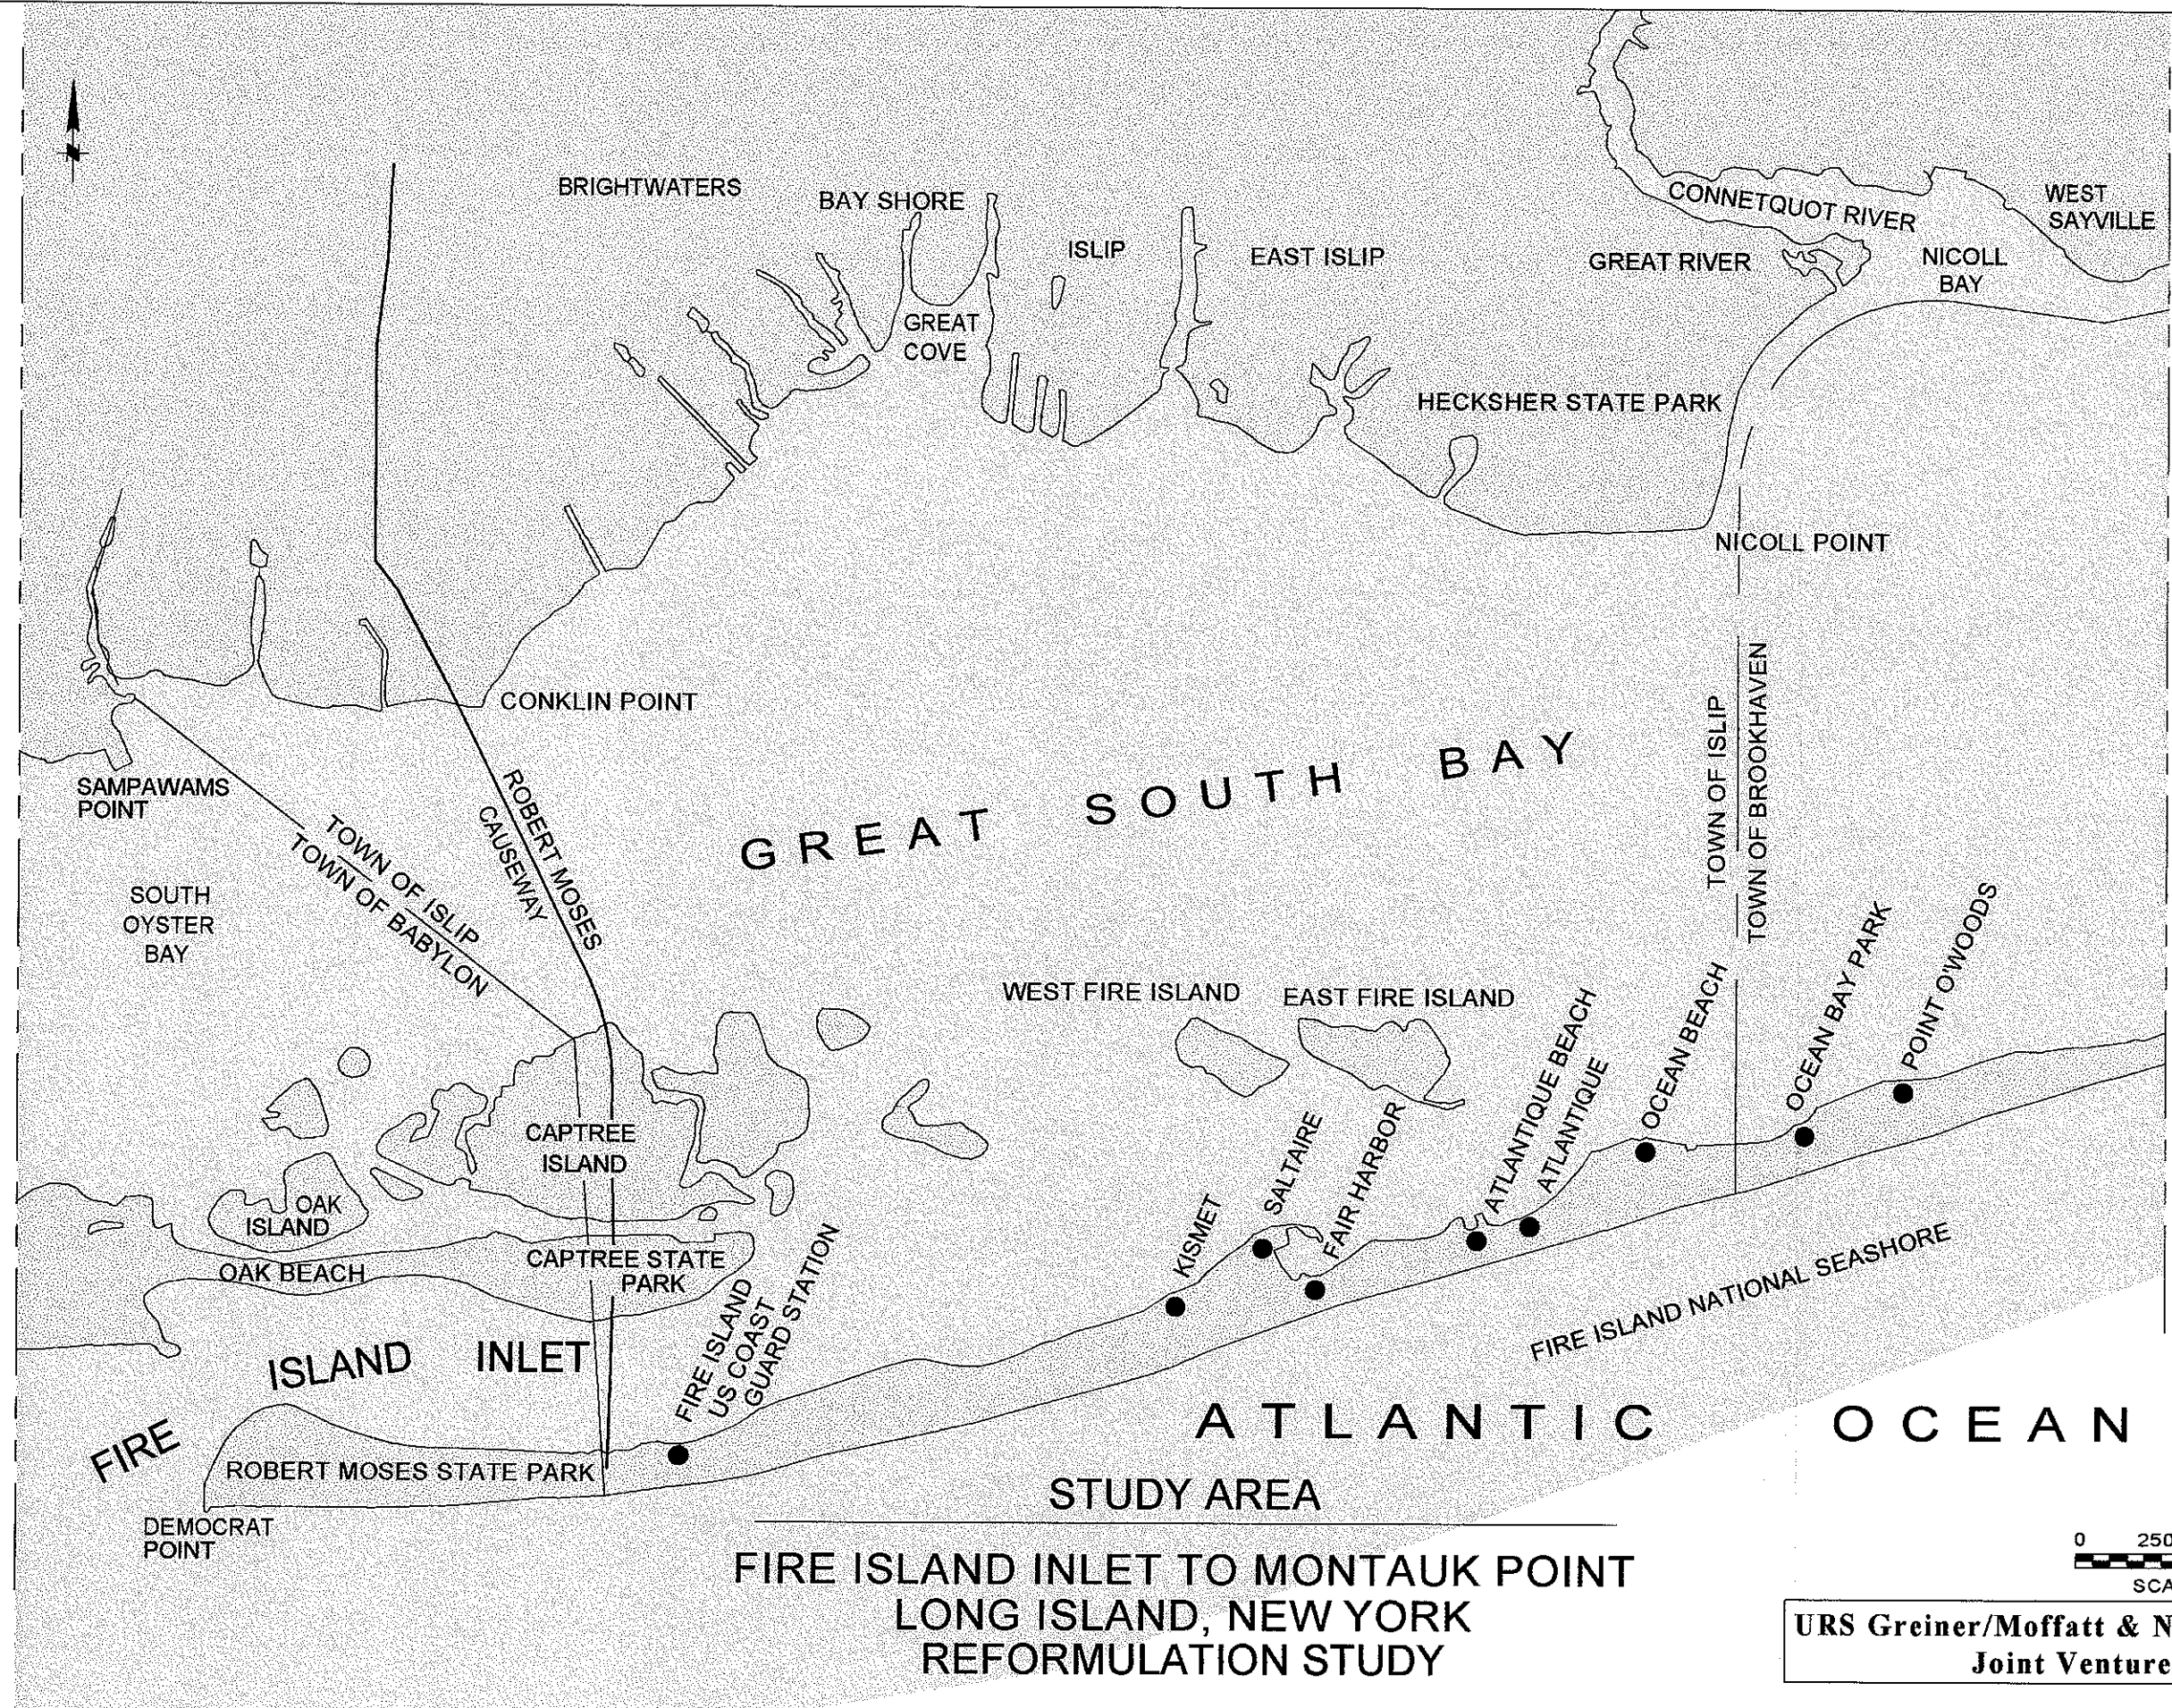 BRIGHTWATERS
BAY SHORE
ISLIP
EAST ISLIP
CONNETQUOT RIVER
WEST
SAYVILLE
GREAT RIVER
NICOLL
BAY
GREAT
COVE
HECKSHER STATE PARK
NICOLL POINT
CONKLIN POINT
SAMPAWAMS
POINT
TOWN OF ISLIP
TOWN OF BABYLON
ROBERT MOSES
CAUSEWAY
GREAT SOUTH BAY
TOWN OF ISLIP
TOWN OF BROOKHAVEN
SOUTH
OYSTER
BAY
WEST FIRE ISLAND
EAST FIRE ISLAND
ATLANTIQUE BEACH
ATLANTIQUE
OCEAN BEACH
OCEAN BAY PARK
POINT O'WOODS
CAPTREE
ISLAND
OAK
ISLAND
KISMET
SALTAIRE
FAIR HARBOR
OAK BEACH
CAPTREE STATE
PARK
FIRE ISLAND
US COAST
GUARD STATION
FIRE ISLAND NATIONAL SEASHORE
FIRE ISLAND INLET
ROBERT MOSES STATE PARK
DEMOCRAT
POINT
ATLANTIC OCEAN
STUDY AREA
FIRE ISLAND INLET TO MONTAUK POINT
LONG ISLAND, NEW YORK
REFORMULATION STUDY
0 250
SCA
URS Greiner/Moffatt & N
Joint Venture